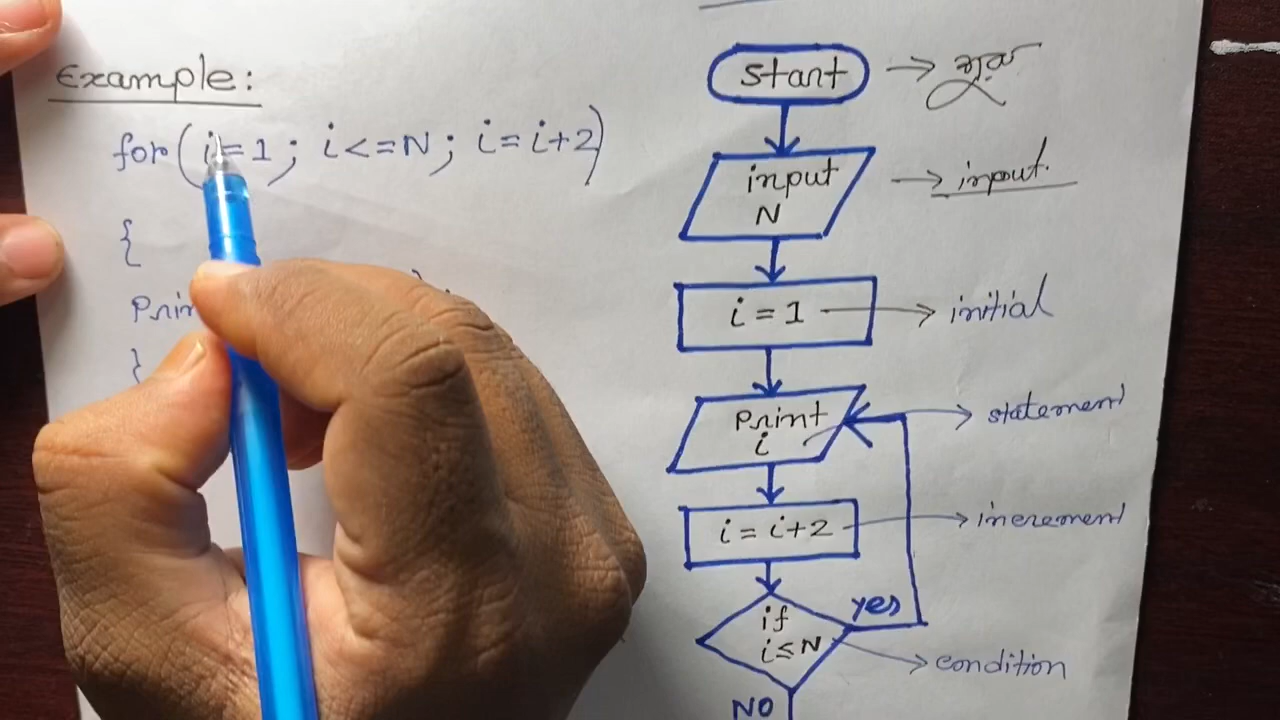 Example:
for (i=1; i<=N; i=i+2)
{
Prin
}
start → শুরু
input
N
→ input.
i = 1 → initial
Print
i
→ statement
i = i+2 → increment
if
i≤N
yes
→ condition
NO